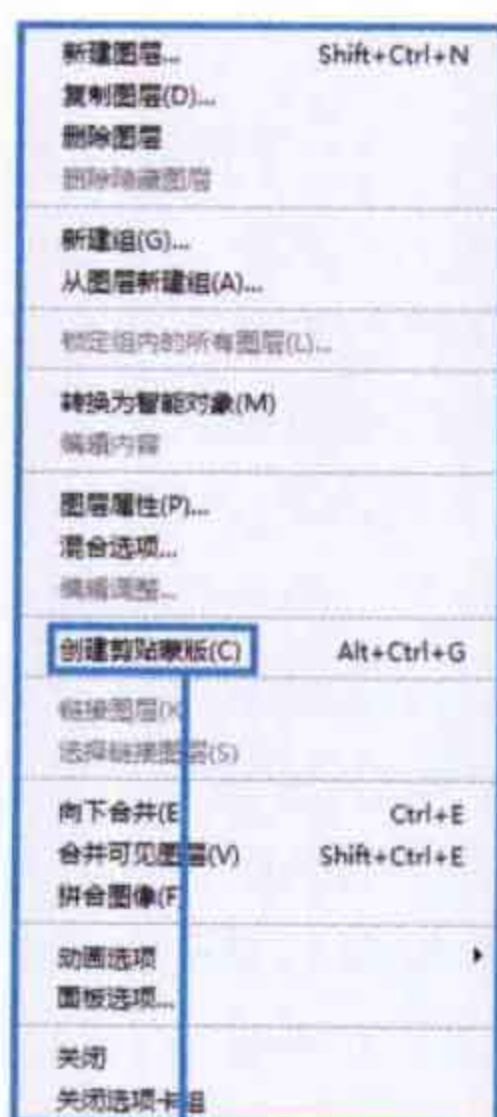 新建图层... Shift+Ctrl+N
复制图层(D)...
删除图层
删除隐藏图层
新建组(G)...
从图层新建组(A)...
锁定组内的所有图层(L)...
转换为智能对象(M)
编辑内容
图层属性(P)...
混合选项...
编辑调整...
创建剪贴蒙版(C) Alt+Ctrl+G
链接图层(K)
选择链接图层(S)
向下合并(E) Ctrl+E
合并可见图层(V) Shift+Ctrl+E
拼合图像(F)
动画选项
面板选项...
关闭
关闭选项卡组